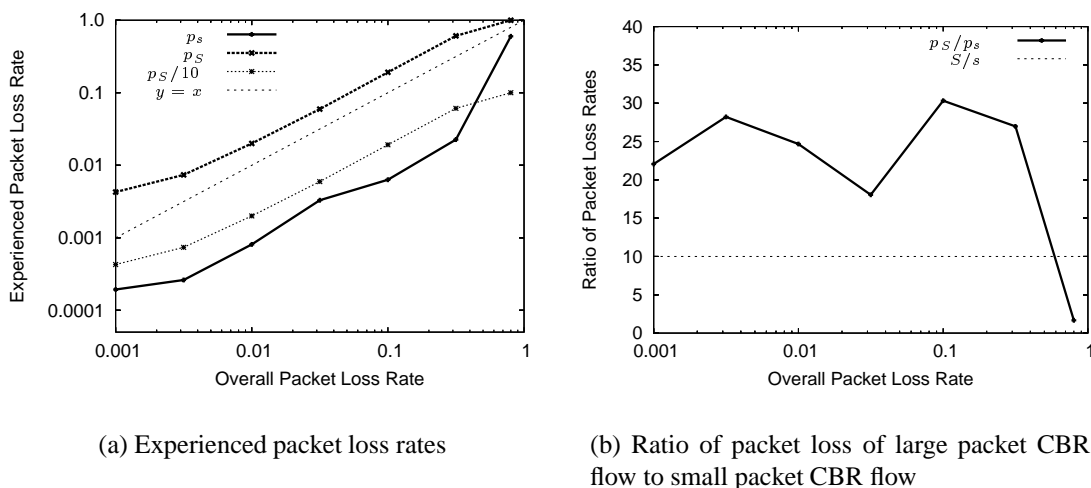 Experienced Packet Loss Rate
1.0
0.1
0.01
0.001
0.0001
p_s
p_S
p_S/10
y = x
0.001 0.01 0.1 1
Overall Packet Loss Rate
(a) Experienced packet loss rates
Ratio of Packet Loss Rates
40
35
30
25
20
15
10
5
0
p_S/p_s
S/s
0.001 0.01 0.1 1
Overall Packet Loss Rate
(b) Ratio of packet loss of large packet CBR
flow to small packet CBR flow